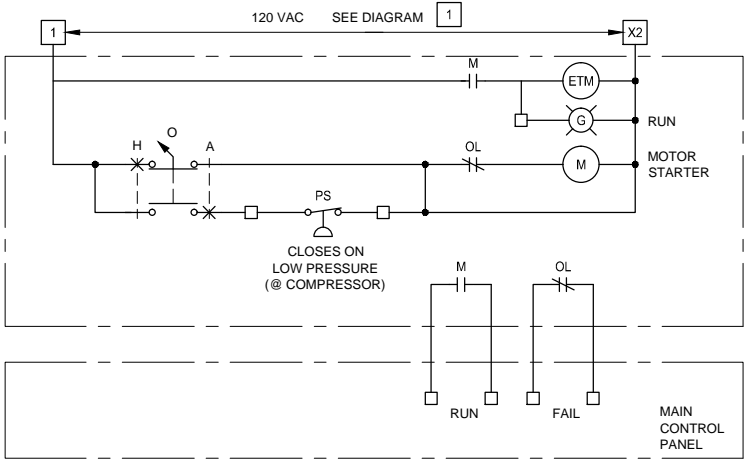 1
120 VAC SEE DIAGRAM 1
X2
M
ETM
G
RUN
H O A
OL
M
MOTOR
STARTER
PS
CLOSES ON
LOW PRESSURE
(@ COMPRESSOR)
M
OL
RUN
FAIL
MAIN
CONTROL
PANEL